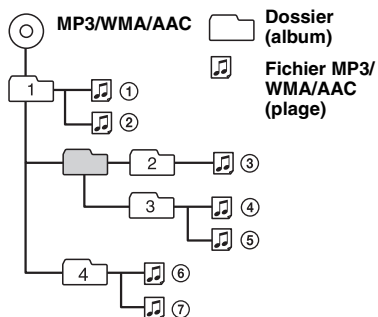 MP3/WMA/AAC
Dossier
(album)
Fichier MP3/
WMA/AAC
(plage)
1
①
②
2
③
3
④
⑤
4
⑥
⑦